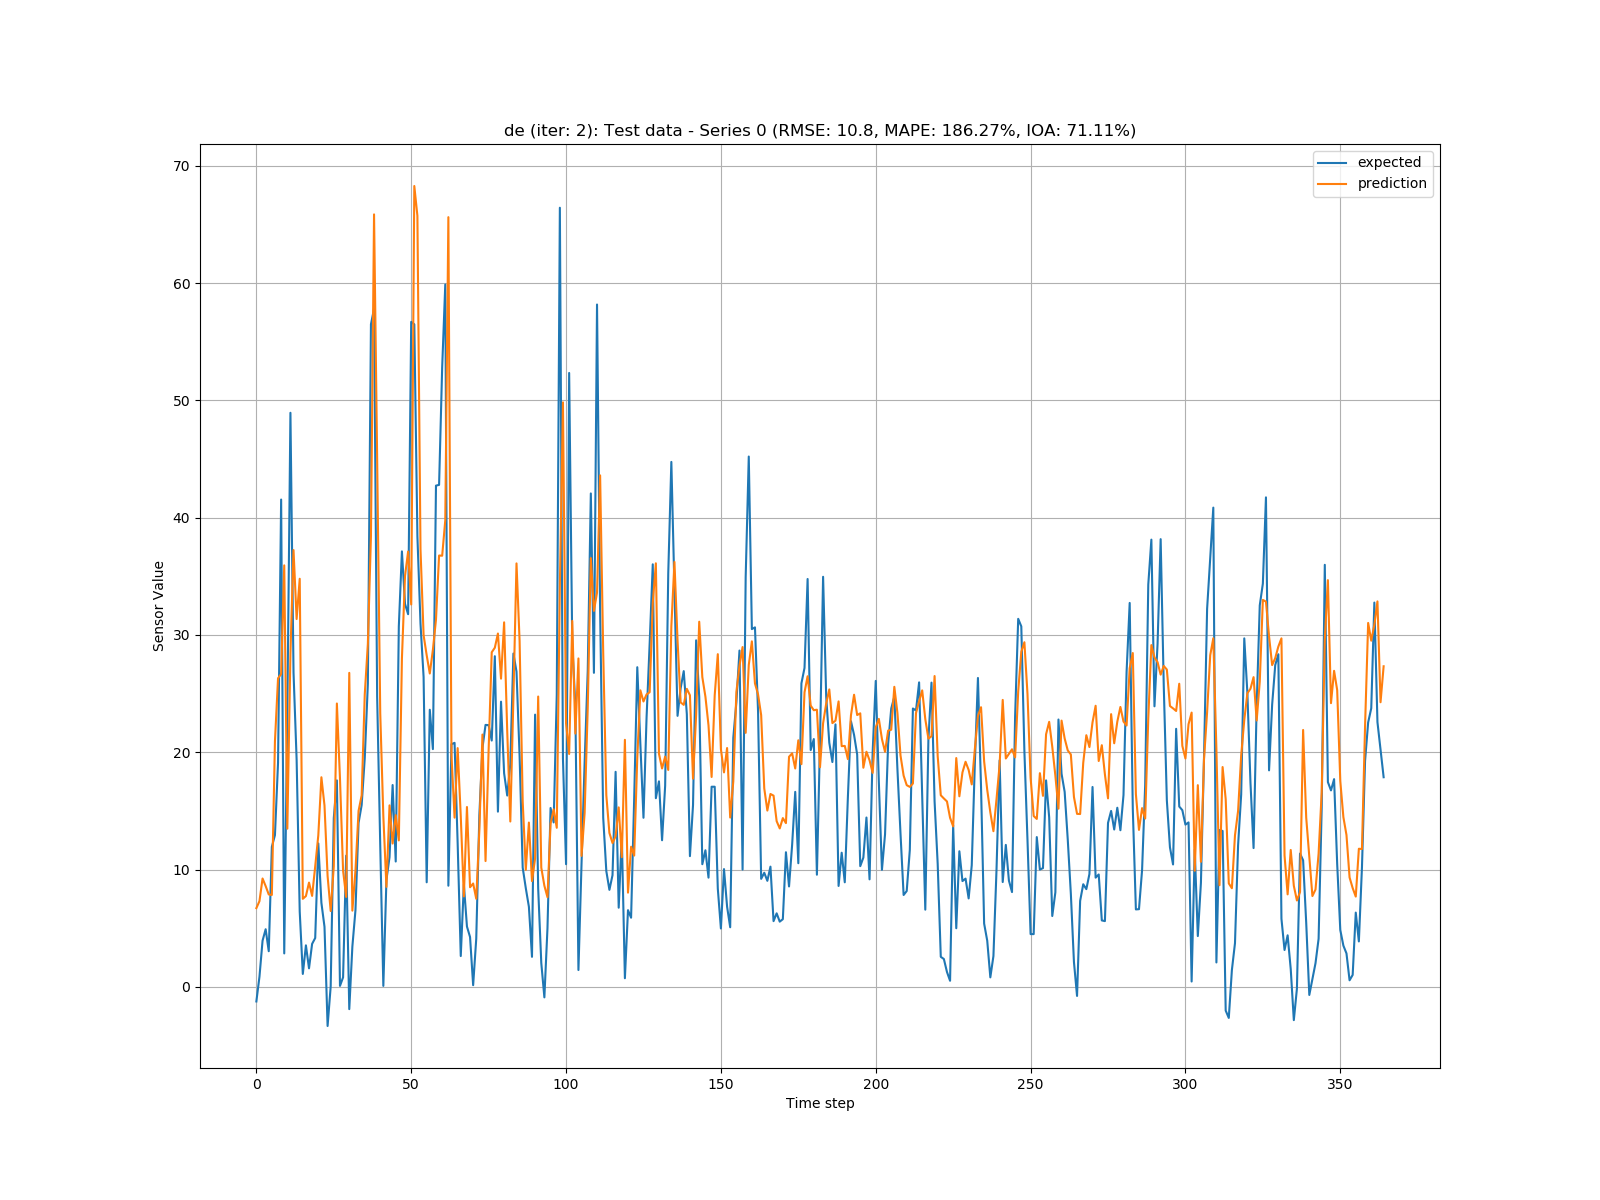 de (iter: 2): Test data - Series 0 (RMSE: 10.8, MAPE: 186.27%, IOA: 71.11%)
expected
prediction
70
60
50
40
30
20
10
0
Sensor Value
0 50 100 150 200 250 300 350
Time step